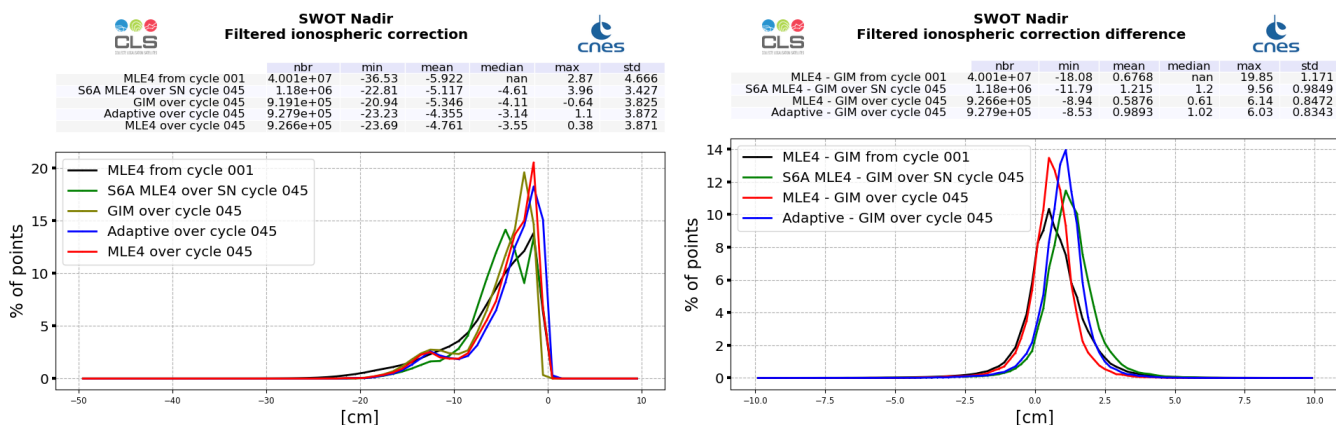 SWOT Nadir
Filtered ionospheric correction
CLS
cnes
nbr min mean median max std
MLE4 from cycle 001 4.001e+07 -36.53 -5.922 nan 2.87 4.666
S6A MLE4 over SN cycle 045 1.18e+06 -22.81 -5.117 -4.61 3.96 3.427
GIM over cycle 045 9.191e+05 -20.94 -5.346 -4.11 -0.64 3.825
Adaptive over cycle 045 9.279e+05 -23.23 -4.355 -3.14 1.1 3.872
MLE4 over cycle 045 9.266e+05 -23.69 -4.761 -3.55 0.38 3.871
% of points
20
15
10
5
0
MLE4 from cycle 001
S6A MLE4 over SN cycle 045
GIM over cycle 045
Adaptive over cycle 045
MLE4 over cycle 045
−50 −40 −30 −20 −10 0 10
[cm]
SWOT Nadir
Filtered ionospheric correction difference
CLS
cnes
nbr min mean median max std
MLE4 - GIM from cycle 001 4.001e+07 -18.08 0.6768 nan 19.85 1.171
S6A MLE4 - GIM over SN cycle 045 1.18e+06 -11.79 1.215 1.2 9.56 0.9849
MLE4 - GIM over cycle 045 9.266e+05 -8.94 0.5876 0.61 6.14 0.8472
Adaptive - GIM over cycle 045 9.279e+05 -8.53 0.9893 1.02 6.03 0.8343
% of points
14
12
10
8
6
4
2
0
MLE4 - GIM from cycle 001
S6A MLE4 - GIM over SN cycle 045
MLE4 - GIM over cycle 045
Adaptive - GIM over cycle 045
−10.0 −7.5 −5.0 −2.5 0.0 2.5 5.0 7.5 10.0
[cm]